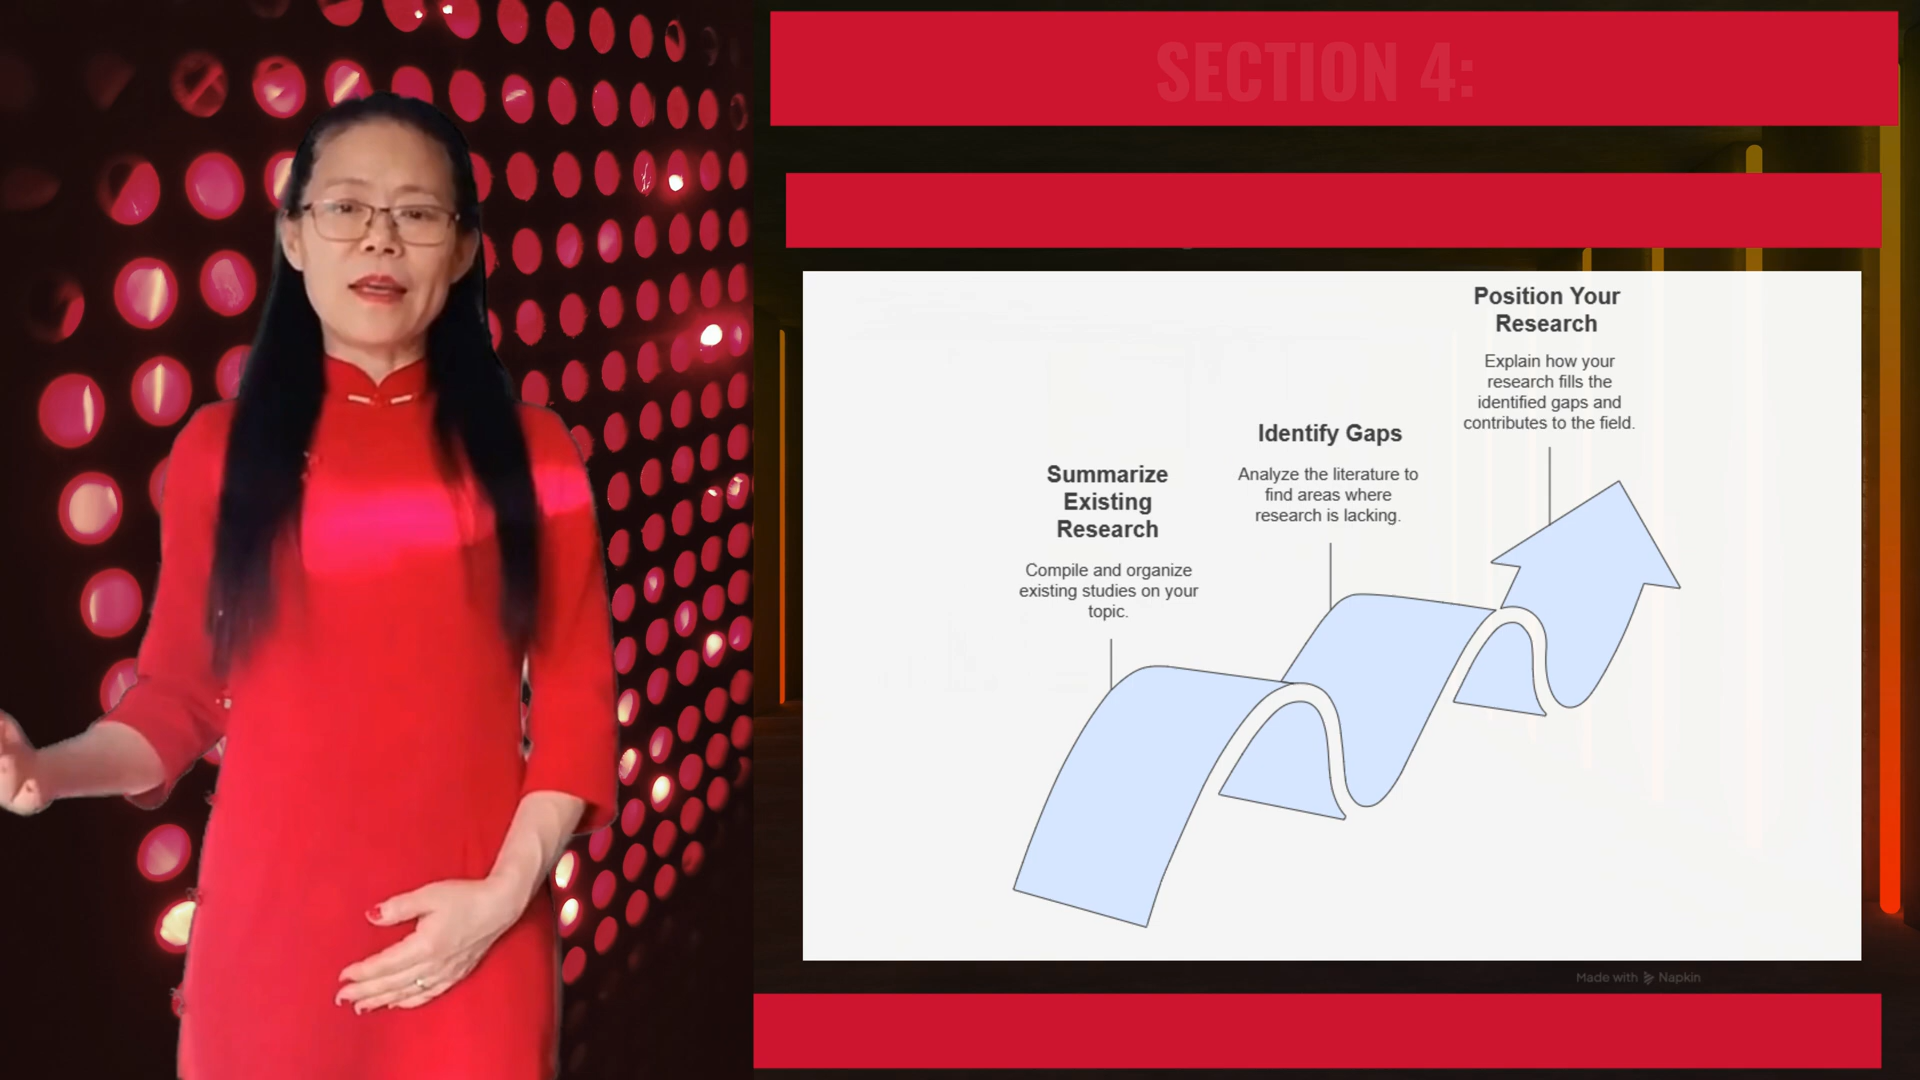 SECTION 4:
Position Your
Research
Explain how your
research fills the
identified gaps and
contributes to the field.
Identify Gaps
Analyze the literature to
find areas where
research is lacking.
Summarize
Existing
Research
Compile and organize
existing studies on your
topic.
Made with Napkin